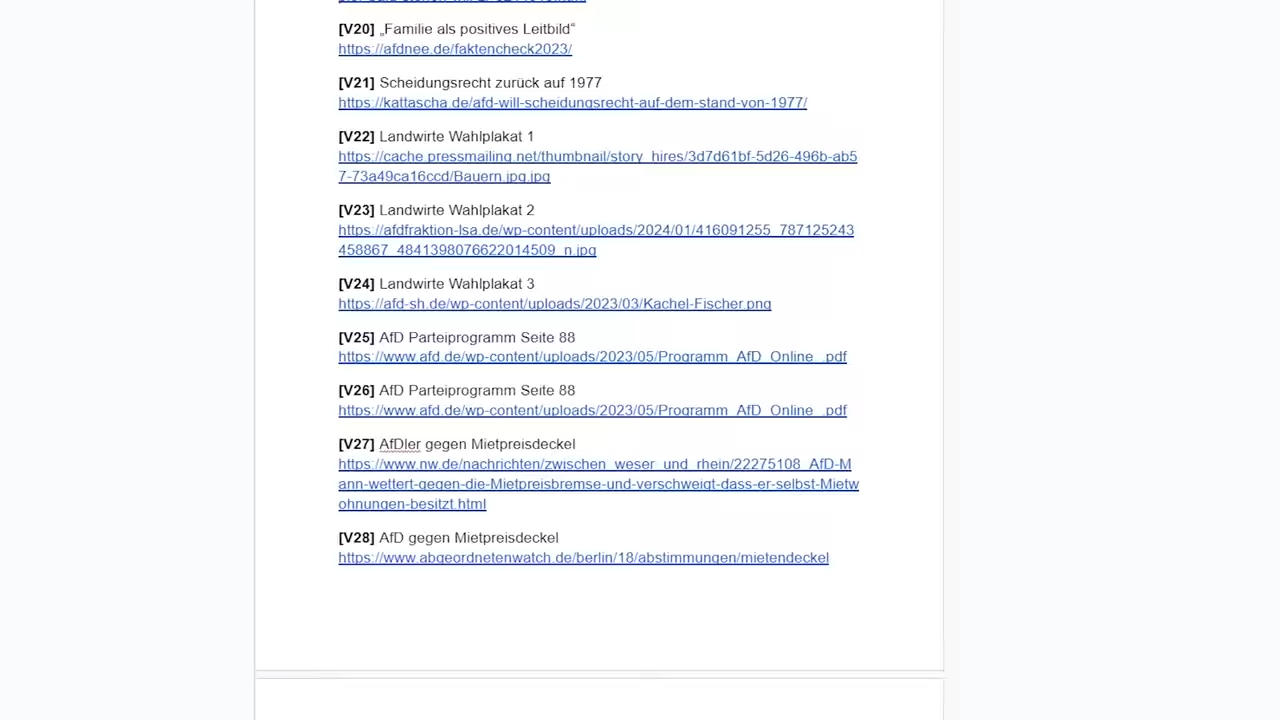 [V20] „Familie als positives Leitbild“
https://afdnee.de/faktencheck2023/
[V21] Scheidungsrecht zurück auf 1977
https://kattascha.de/afd-will-scheidungsrecht-auf-dem-stand-von-1977/
[V22] Landwirte Wahlplakat 1
https://cache.pressmailing.net/thumbnail/story_hires/3d7d61bf-5d26-496b-ab5
7-73a49ca16ccd/Bauern.jpg.jpg
[V23] Landwirte Wahlplakat 2
https://afdfraktion-lsa.de/wp-content/uploads/2024/01/416091255_787125243
458867_4841398076622014509_n.jpg
[V24] Landwirte Wahlplakat 3
https://afd-sh.de/wp-content/uploads/2023/03/Kachel-Fischer.png
[V25] AfD Parteiprogramm Seite 88
https://www.afd.de/wp-content/uploads/2023/05/Programm_AfD_Online_.pdf
[V26] AfD Parteiprogramm Seite 88
https://www.afd.de/wp-content/uploads/2023/05/Programm_AfD_Online_.pdf
[V27] AfDler gegen Mietpreisdeckel
https://www.nw.de/nachrichten/zwischen_weser_und_rhein/22275108_AfD-M
ann-wettert-gegen-die-Mietpreisbremse-und-verschweigt-dass-er-selbst-Mietw
ohnungen-besitzt.html
[V28] AfD gegen Mietpreisdeckel
https://www.abgeordnetenwatch.de/berlin/18/abstimmungen/mietendeckel